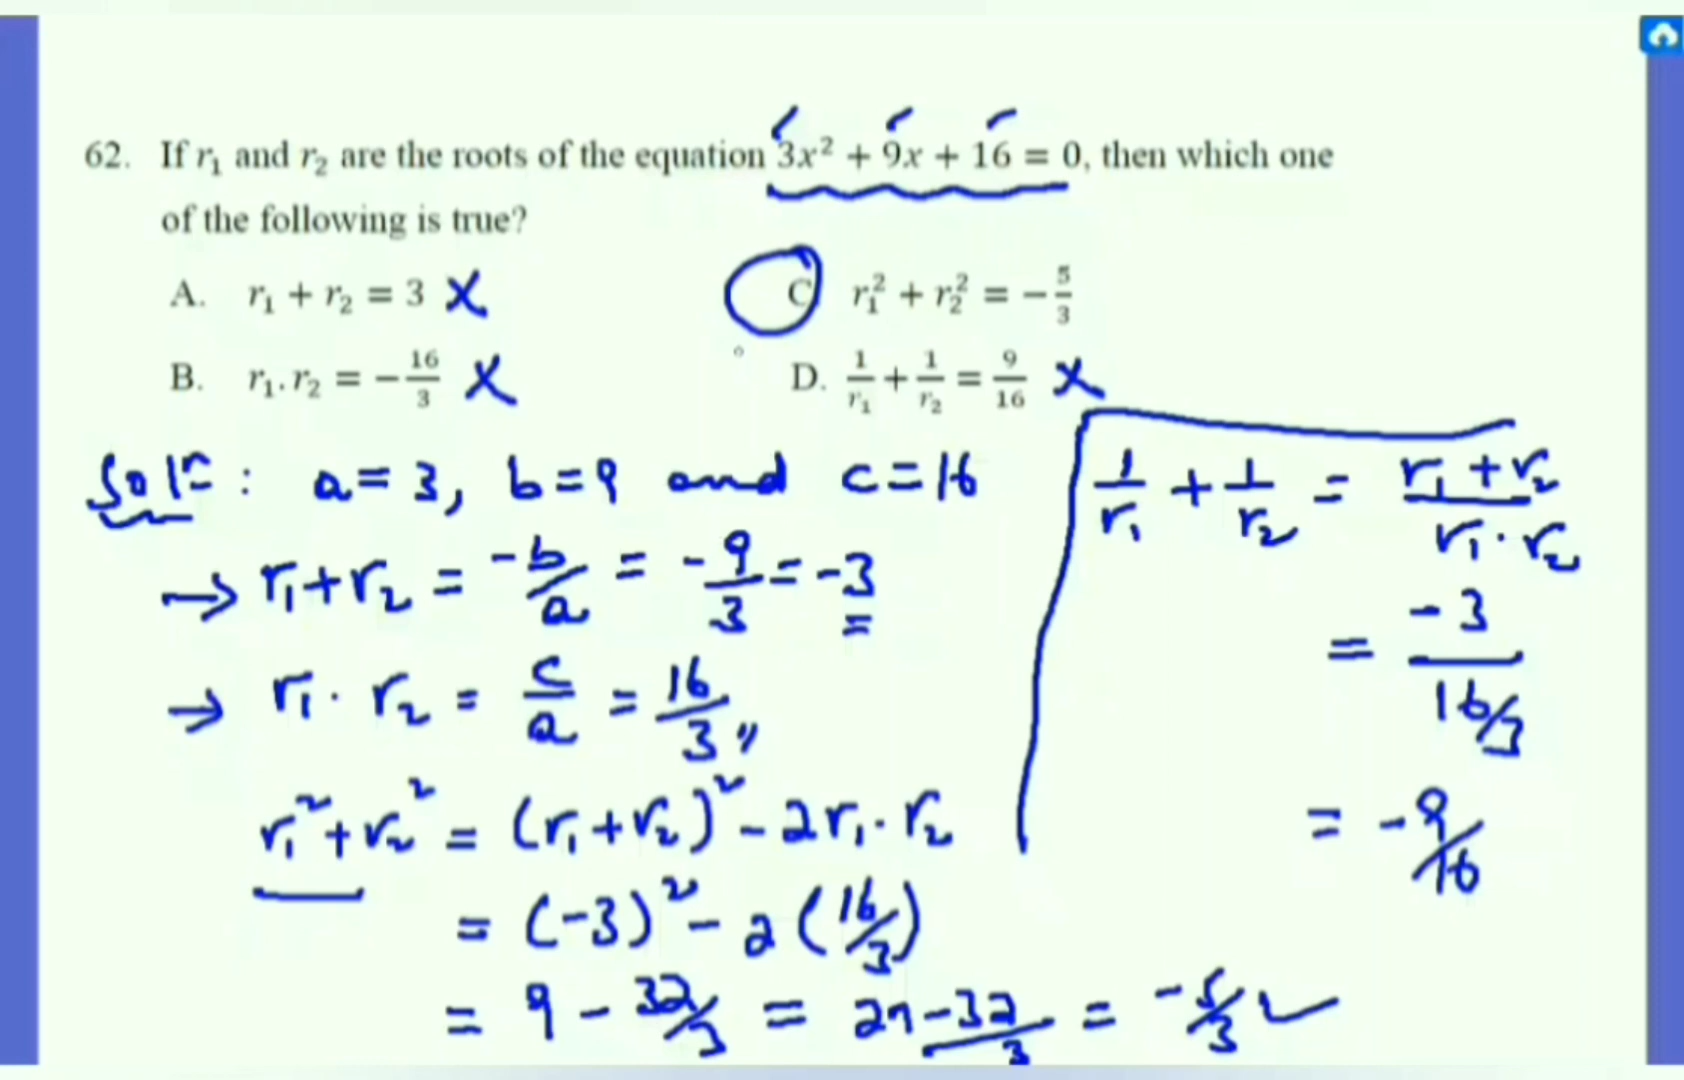 62. If r₁ and r₂ are the roots of the equation 3x² + 9x + 16 = 0, then which one
of the following is true?
A. r₁ + r₂ = 3 X
C r₁² + r₂² = -5/3
B. r₁. r₂ = -16/3 X
D. 1/r₁ + 1/r₂ = 9/16 X
Solⁿ: a = 3, b = 9 and c = 16
→ r₁ + r₂ = -b/a = -9/3 = -3
→ r₁ · r₂ = c/a = 16/3 "
r₁² + r₂² = (r₁ + r₂)² - 2r₁ · r₂
= (-3)² - 2(16/3)
= 9 - 32/3 = 27-32/3 = -5/3 ✓
1/r₁ + 1/r₂ = r₁ + r₂/r₁ · r₂
= -3/16/3
= -9/16